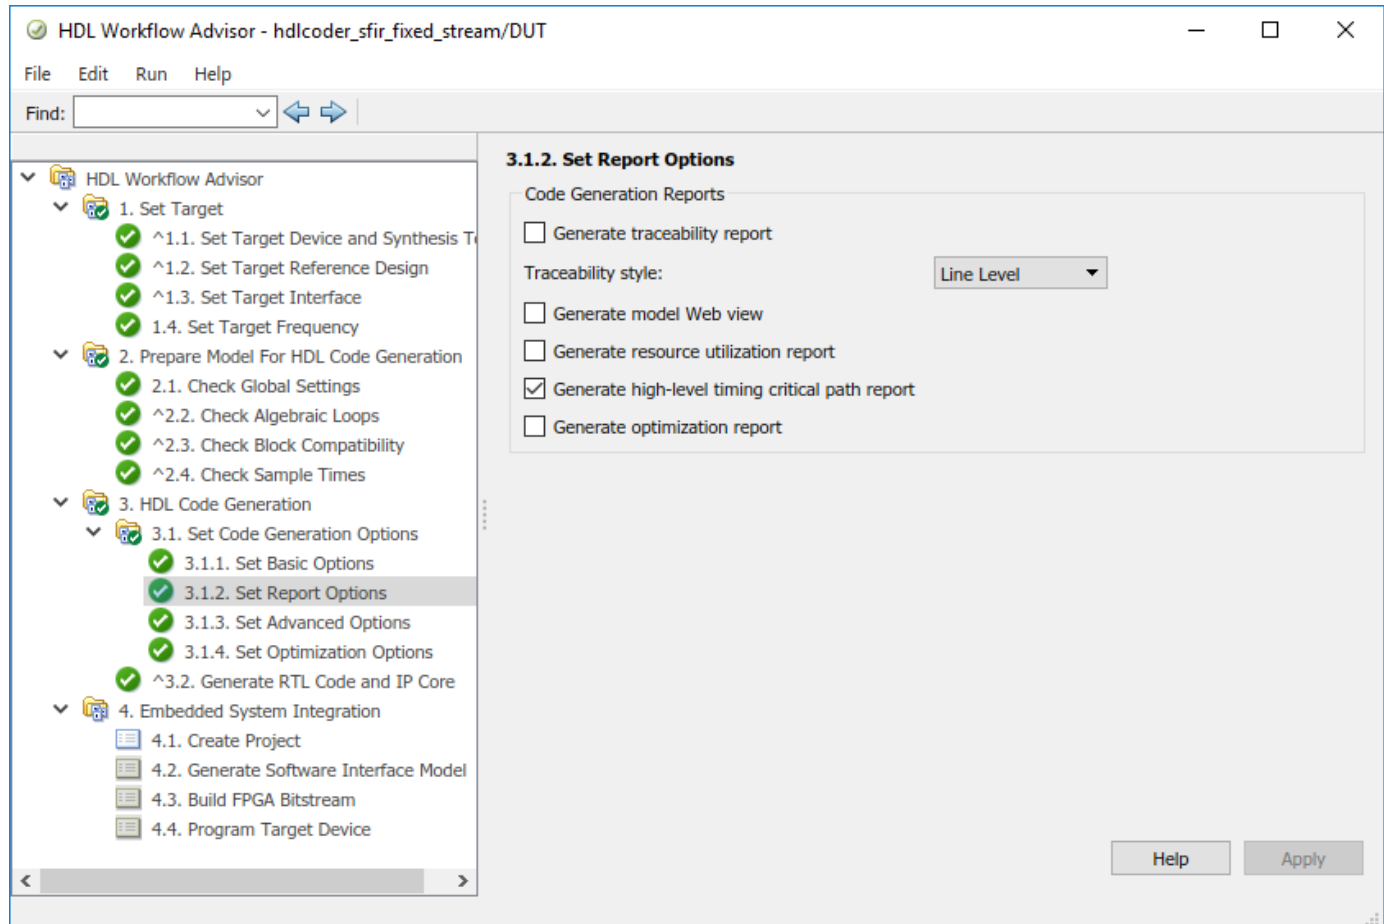 HDL Workflow Advisor - hdlcoder_sfir_fixed_stream/DUT
File Edit Run Help
Find:
HDL Workflow Advisor
1. Set Target
^1.1. Set Target Device and Synthesis T
^1.2. Set Target Reference Design
^1.3. Set Target Interface
1.4. Set Target Frequency
2. Prepare Model For HDL Code Generation
2.1. Check Global Settings
^2.2. Check Algebraic Loops
^2.3. Check Block Compatibility
^2.4. Check Sample Times
3. HDL Code Generation
3.1. Set Code Generation Options
3.1.1. Set Basic Options
3.1.2. Set Report Options
3.1.3. Set Advanced Options
3.1.4. Set Optimization Options
^3.2. Generate RTL Code and IP Core
4. Embedded System Integration
4.1. Create Project
4.2. Generate Software Interface Model
4.3. Build FPGA Bitstream
4.4. Program Target Device
3.1.2. Set Report Options
Code Generation Reports
Generate traceability report
Traceability style: Line Level
Generate model Web view
Generate resource utilization report
Generate high-level timing critical path report
Generate optimization report
Help Apply